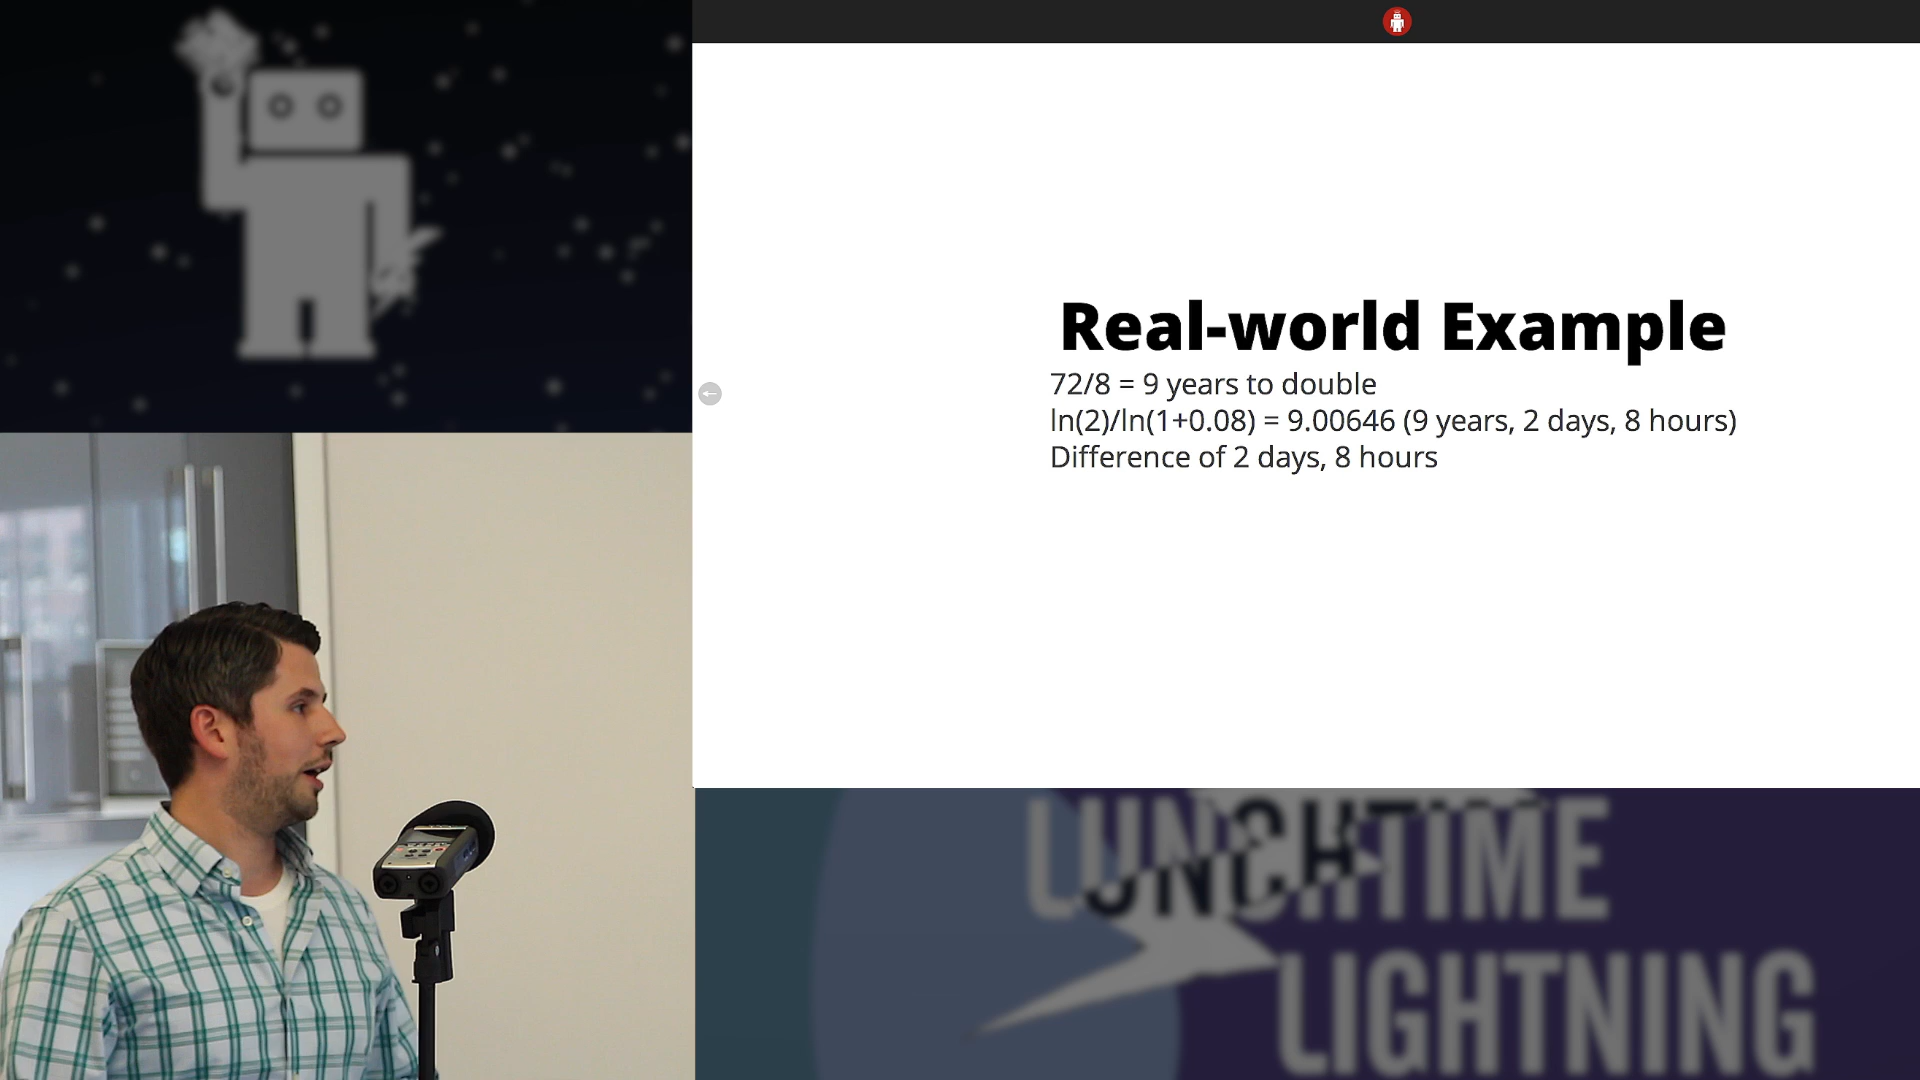 Real-world Example
72/8 = 9 years to double
ln(2)/ln(1+0.08) = 9.00646 (9 years, 2 days, 8 hours)
Difference of 2 days, 8 hours
LUNCHTIME
LIGHTNING